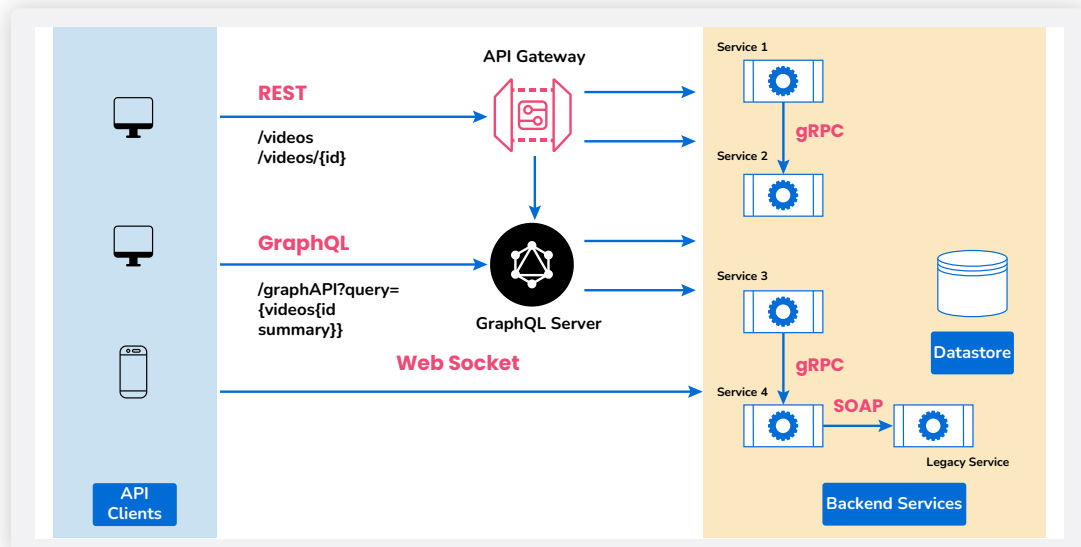 API Gateway
Service 1
REST
/videos
/videos/{id}
gRPC
Service 2
GraphQL
/graphAPI?query=
{videos{id
summary}}
GraphQL Server
Service 3
Datastore
Web Socket
gRPC
Service 4
SOAP
Legacy Service
API
Clients
Backend Services